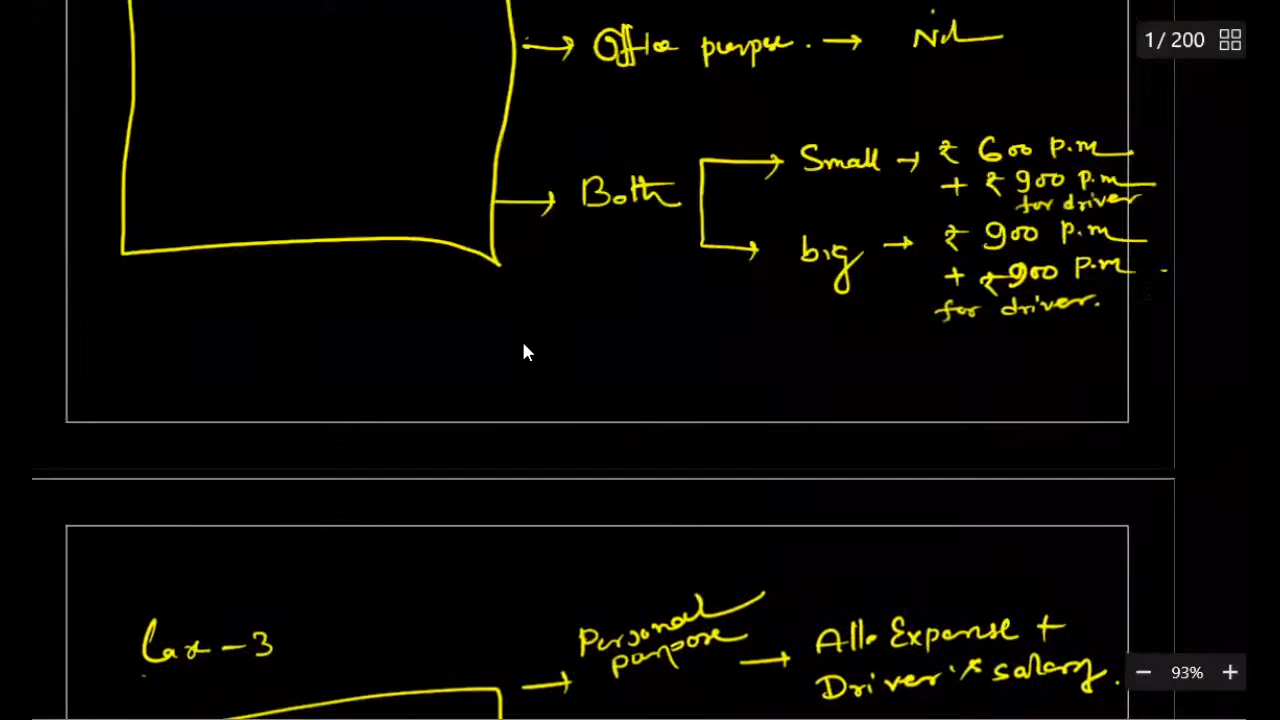 → Office purpose. → Nil
1/200
→ Both → Small → ₹ 600 p.m
+ ₹ 900 p.m
for driver
→ big → ₹ 900 p.m
+ ₹ 900 p.m
for driver.
Case - 3
→ Personal purpose → All Expense +
Driver's salary.
93%